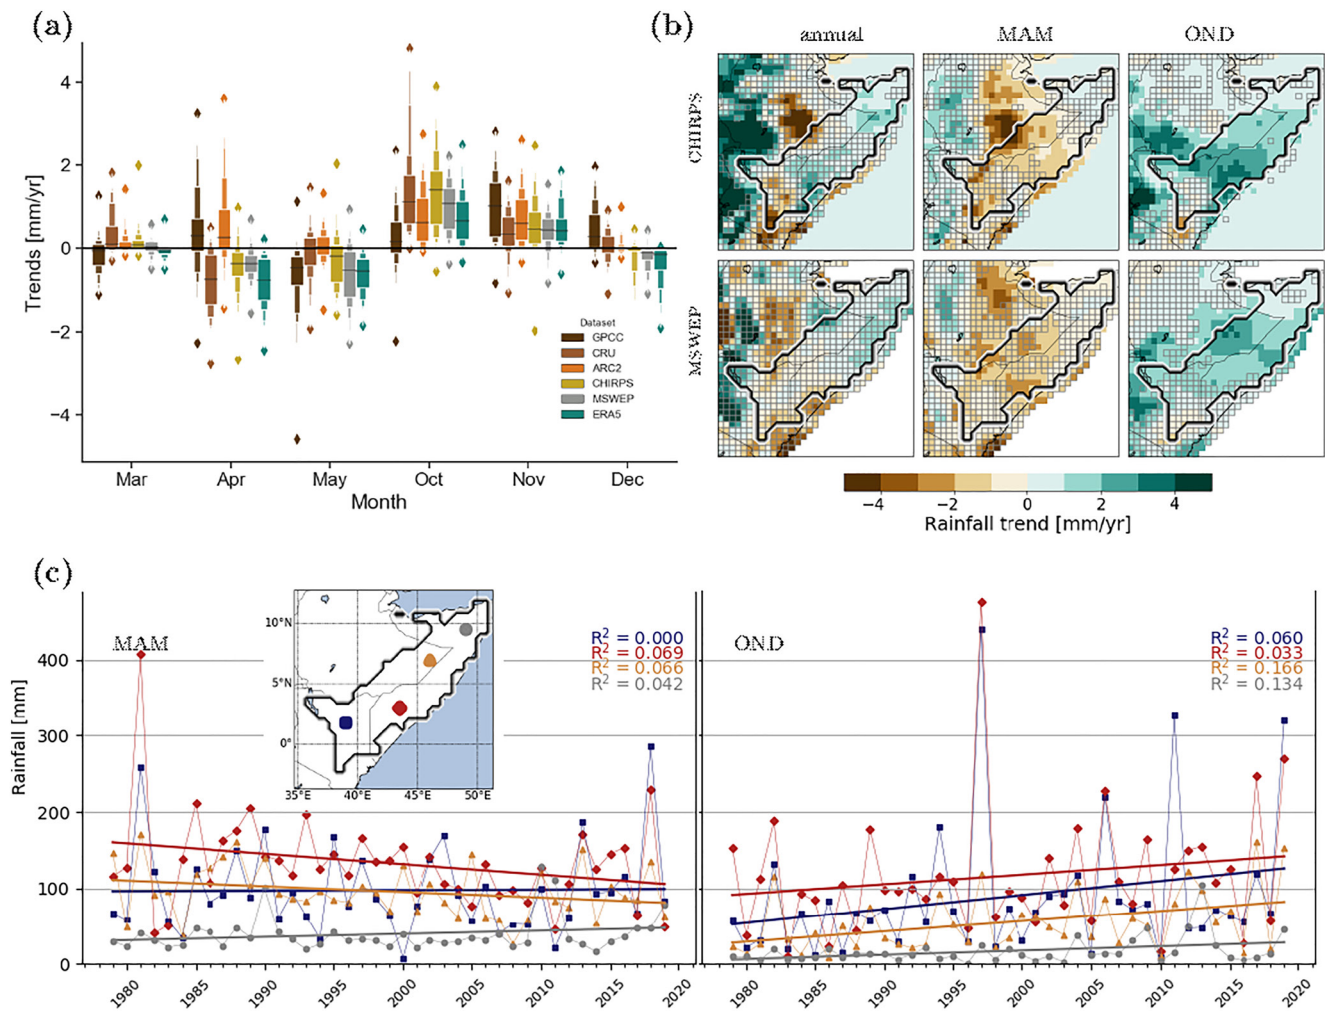 (a)
4
2
0
−2
−4
Trends [mm/yr]
Mar Apr May Oct Nov Dec
Month
Dataset
GPCC
CRU
ARC2
CHIRPS
MSWEP
ERA5
(b)
annual MAM OND
CHIRPS
MSWEP
−4 −2 0 2 4
Rainfall trend [mm/yr]
(c)
MAM
R² = 0.000
R² = 0.069
R² = 0.066
R² = 0.042
10°N
5°N
0°
35°E 40°E 45°E 50°E
400
300
200
100
0
Rainfall [mm]
1980 1985 1990 1995 2000 2005 2010 2015 2020
OND
R² = 0.060
R² = 0.033
R² = 0.166
R² = 0.134
1980 1985 1990 1995 2000 2005 2010 2015 2020